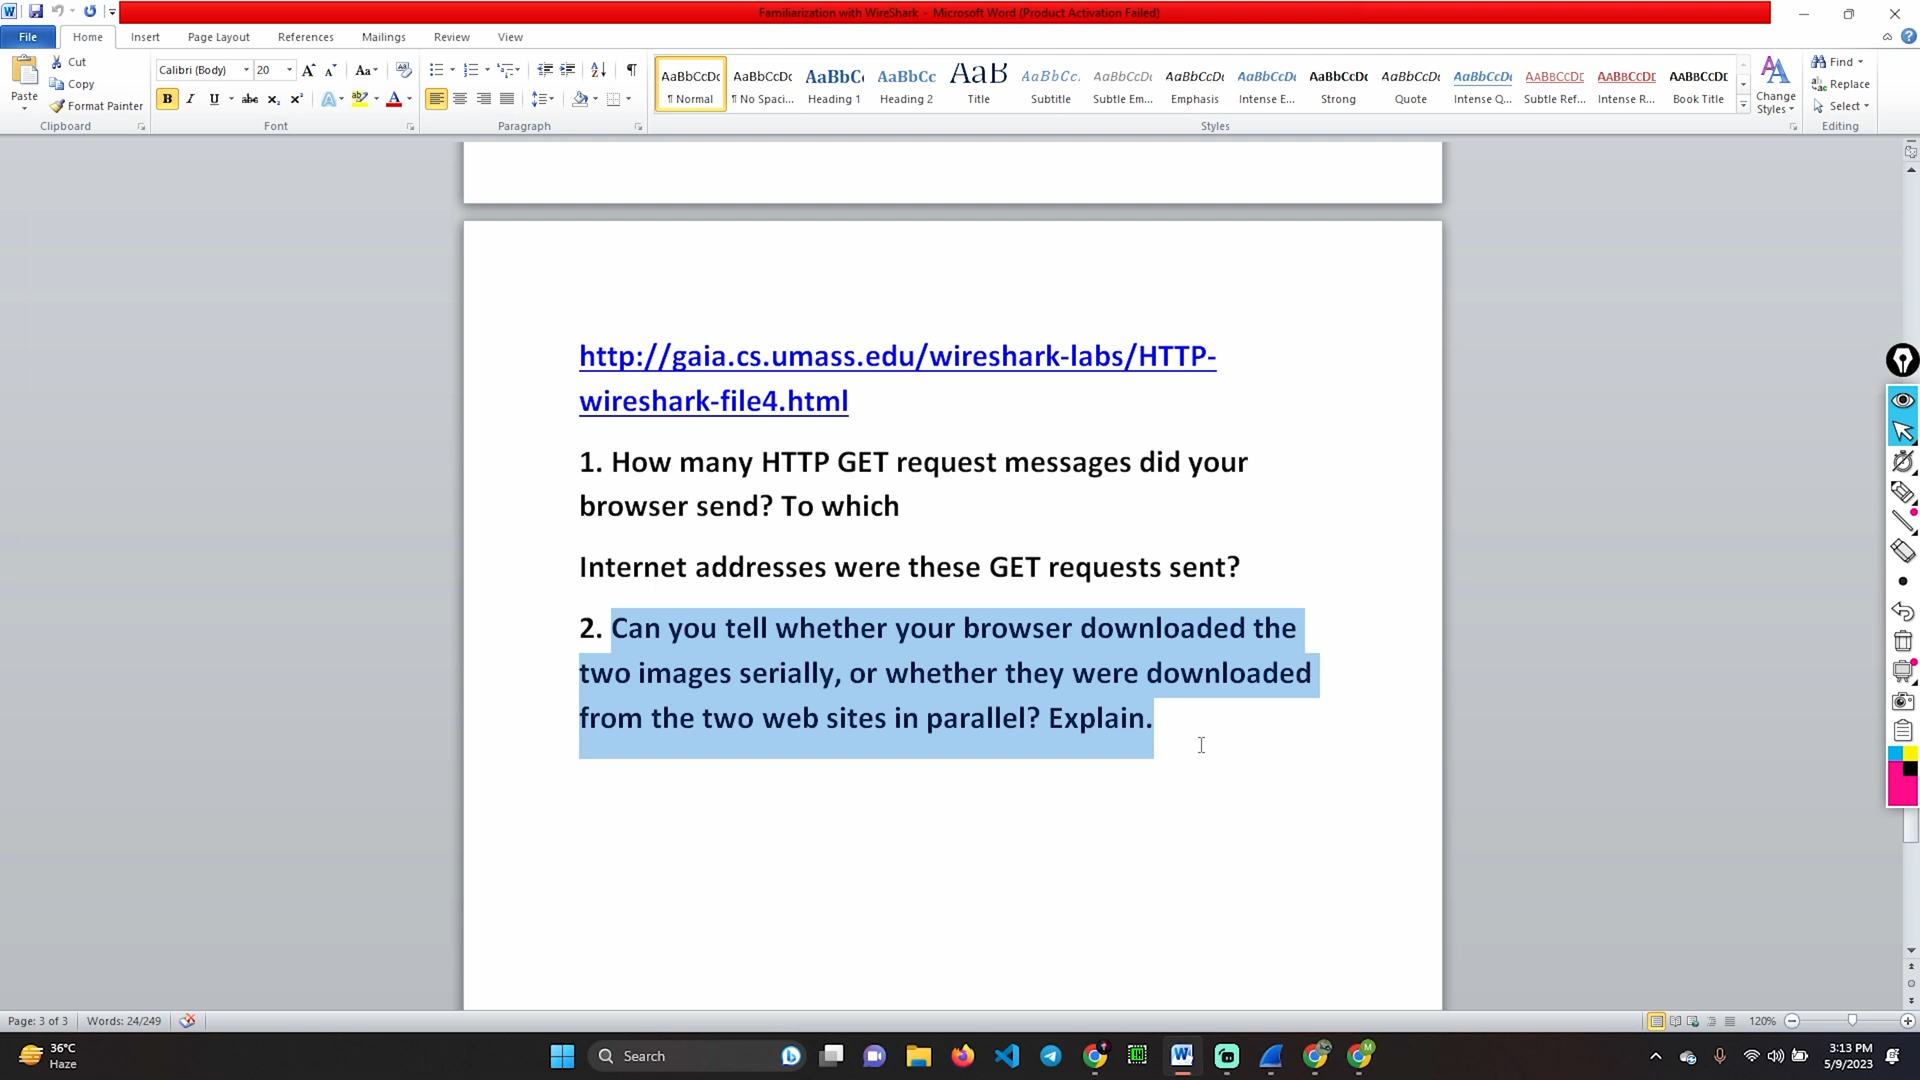 Familiarization with WireShark - Microsoft Word (Product Activation Failed)
File Home Insert Page Layout References Mailings Review View
Paste Cut Copy Format Painter Clipboard
Calibri (Body) 20 Font
Paragraph
AaBbCcDc AaBbCcDc AaBbC AaBbCc AaB AaBbCc. AaBbCcDc AaBbCcDc AaBbCcDc AaBbCcDc AaBbCcDc AaBbCcDc AABBCCDC AABBCCDC AABBCCDC
¶ Normal ¶ No Spaci... Heading 1 Heading 2 Title Subtitle Subtle Em... Emphasis Intense E... Strong Quote Intense Q... Subtle Ref... Intense R... Book Title
Styles
Change Styles
Find Replace Select Editing
http://gaia.cs.umass.edu/wireshark-labs/HTTP-
wireshark-file4.html
1. How many HTTP GET request messages did your
browser send? To which
Internet addresses were these GET requests sent?
2. Can you tell whether your browser downloaded the
two images serially, or whether they were downloaded
from the two web sites in parallel? Explain.
Page: 3 of 3 Words: 24/249 120%
36°C
Haze
Search
3:13 PM
5/9/2023